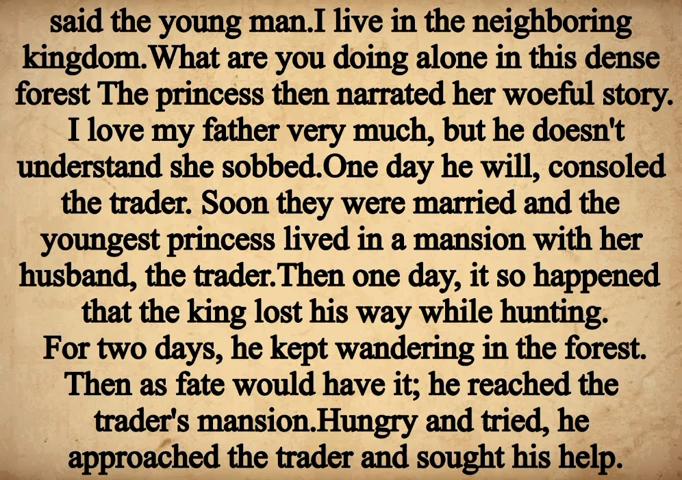 said the young man.I live in the neighboring
kingdom.What are you doing alone in this dense
forest The princess then narrated her woeful story.
I love my father very much, but he doesn't
understand she sobbed.One day he will, consoled
the trader. Soon they were married and the
youngest princess lived in a mansion with her
husband, the trader.Then one day, it so happened
that the king lost his way while hunting.
For two days, he kept wandering in the forest.
Then as fate would have it; he reached the
trader's mansion.Hungry and tried, he
approached the trader and sought his help.